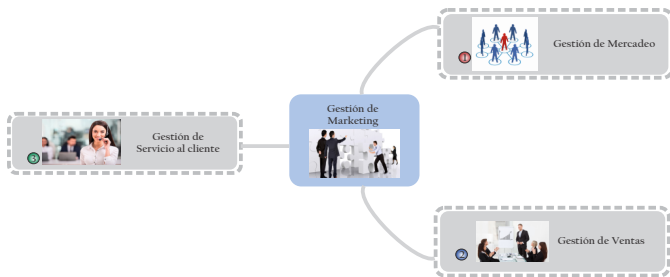 Gestión de Mercadeo
Gestión de
Marketing
Gestión de
Servicio al cliente
Gestión de Ventas